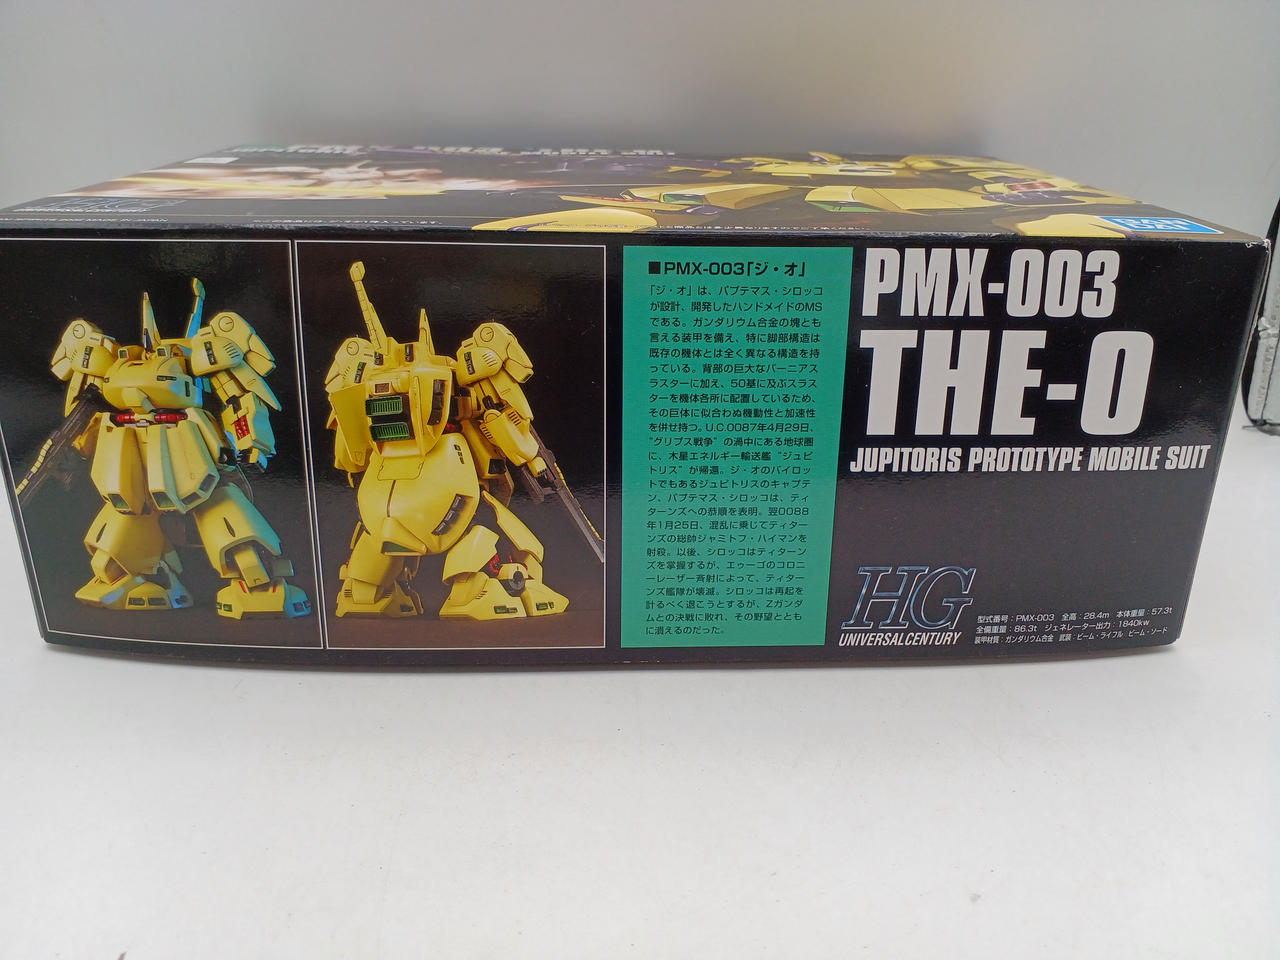 HG
この商品には、ジ・オが1体入っています。
BAN
DAI
■PMX-003「ジ・オ」
「ジ・オ」は、パプテマス・シロッコ
が設計、開発したハンドメイドのMS
である。ガンダリウム合金の塊とも
言える装甲を備え、特に脚部構造は
既存の機体とは全く異なる構造を持
っている。背部の巨大なバーニアス
ラスターに加え、50基に及ぶスラス
ターを機体各所に配置しているため、
その巨体に似合わぬ機動性と加速性
を併せ持つ。U.C.0087年4月29日、
“グリプス戦争”の渦中にある地球圏
に、木星エネルギー輸送艦“ジュピ
トリス”が帰還。ジ・オのパイロッ
トでもあるジュピトリスのキャプテ
ン、パプテマス・シロッコは、ティ
ターンズへの恭順を表明。翌0088
年1月25日、混乱に乗じてティター
ンズの総帥ジャミトフ・ハイマンを
射殺。以後、シロッコはティターン
ズを掌握するが、エゥーゴのコロニ
ーレーザー斉射によって、ティター
ンズ艦隊が壊滅。シロッコは再起を
計るべく退こうとするが、Zガンダ
ムとの決戦に敗れ、その野望ととも
に潰えるのだった。
PMX-003
THE-O
JUPITORIS PROTOTYPE MOBILE SUIT
HG
UNIVERSAL CENTURY
型式番号：PMX-003 全高：28.4m 本体重量：57.3t
全備重量：86.3t ジェネレーター出力：1840kw
装甲材質：ガンダリウム合金 武装：ビーム・ライフル ビーム・ソード